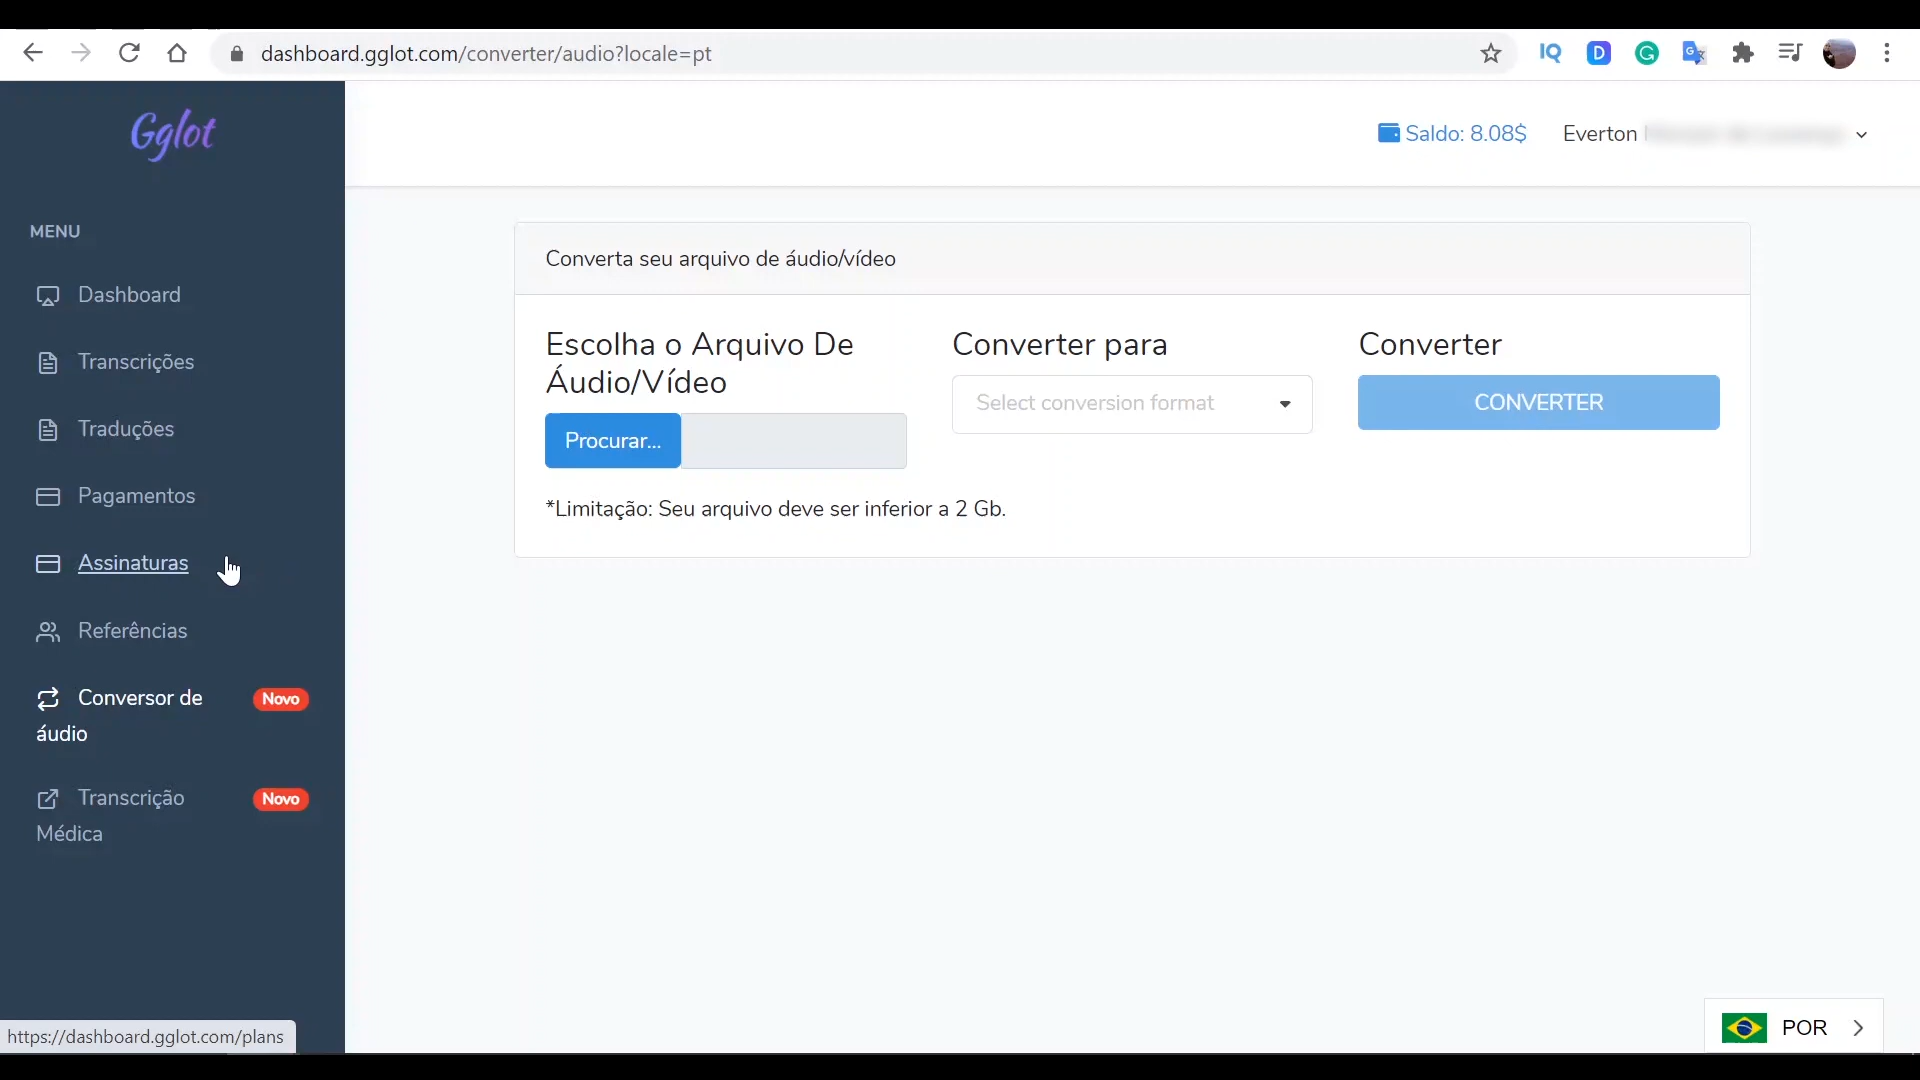 dashboard.gglot.com/converter/audio?locale=pt
Gglot
Saldo: 8.08$
Everton
MENU
Dashboard
Transcrições
Traduções
Pagamentos
Assinaturas
Referências
Conversor de áudio
Novo
Transcrição Médica
Novo
Converta seu arquivo de áudio/vídeo
Escolha o Arquivo De
Áudio/Vídeo
Procurar...
*Limitação: Seu arquivo deve ser inferior a 2 Gb.
Converter para
Select conversion format
Converter
CONVERTER
https://dashboard.gglot.com/plans
POR